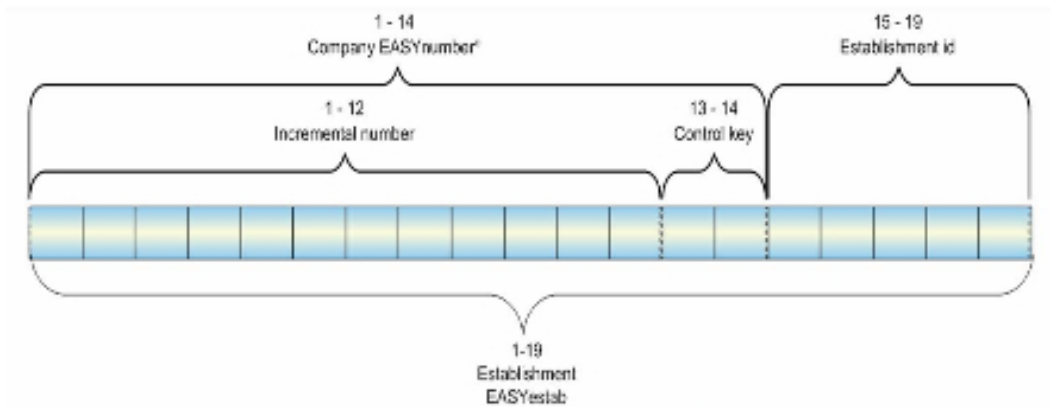 1 - 14
Company EASYnumber®
15 - 19
Establishment id
1 - 12
Incremental number
13 - 14
Control key
1-19
Establishment
EASYestab